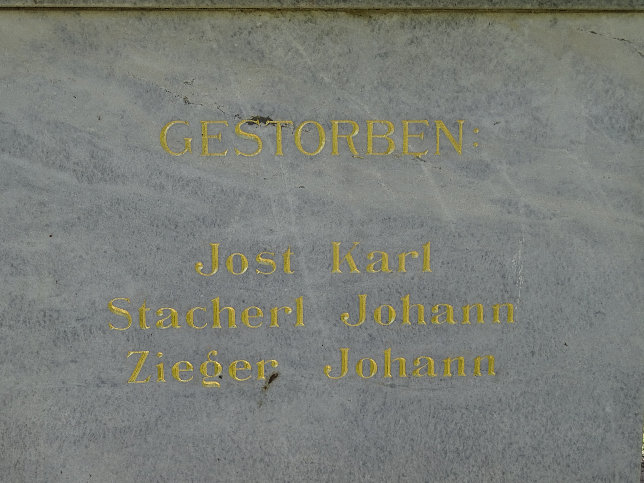 GESTORBEN:
Jost Karl
Stacherl Johann
Zieger Johann